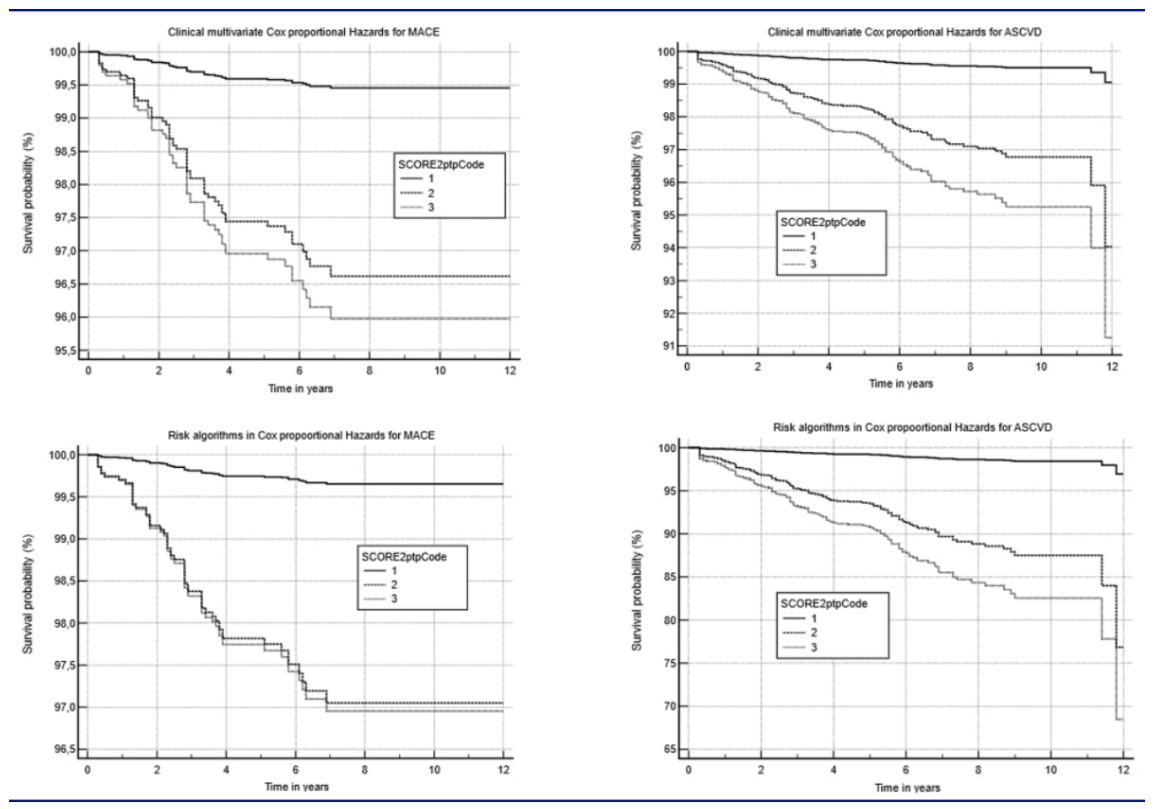 Clinical multivariate Cox proportional Hazards for MACE
100,0
99,5
99,0
98,5
98,0
97,5
97,0
96,5
96,0
95,5
Survival probability (%)
SCORE2ptpCode
1
2
3
0 2 4 6 8 10 12
Time in years
Clinical multivariate Cox proportional Hazards for ASCVD
100
99
98
97
96
95
94
93
92
91
Survival probability (%)
SCORE2ptpCode
1
2
3
0 2 4 6 8 10 12
Time in years
Risk algorithms in Cox propoortional Hazards for MACE
100,0
99,5
99,0
98,5
98,0
97,5
97,0
96,5
Survival probability (%)
SCORE2ptpCode
1
2
3
0 2 4 6 8 10 12
Time in years
Risk algorithms in Cox propoortional Hazards for ASCVD
100
95
90
85
80
75
70
65
Survival probability (%)
SCORE2ptpCode
1
2
3
0 2 4 6 8 10 12
Time in years